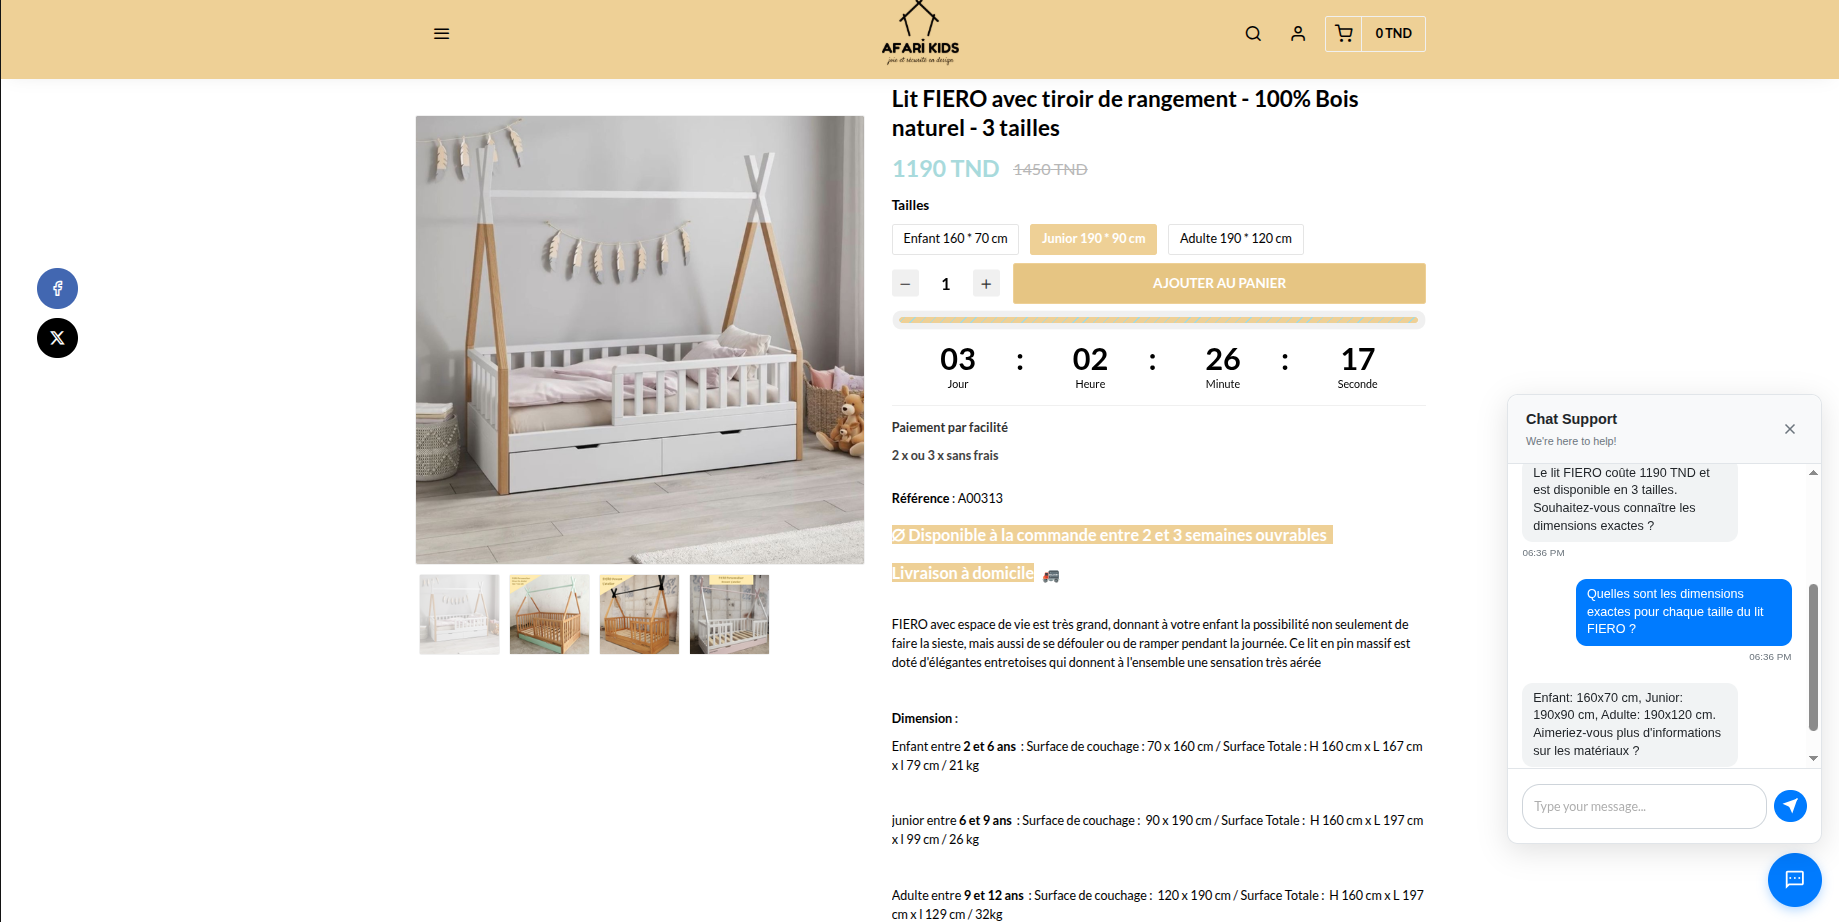 AFARI KIDS
joie et sécurité en design
0 TND
Lit FIERO avec tiroir de rangement - 100% Bois
naturel - 3 tailles
1190 TND 1450 TND
Tailles
Enfant 160 * 70 cm Junior 190 * 90 cm Adulte 190 * 120 cm
− 1 + AJOUTER AU PANIER
03 : 02 : 26 : 17
Jour Heure Minute Seconde
Paiement par facilité
2 x ou 3 x sans frais
Référence : A00313
Ø Disponible à la commande entre 2 et 3 semaines ouvrables
Livraison à domicile
FIERO avec espace de vie est très grand, donnant à votre enfant la possibilité non seulement de
faire la sieste, mais aussi de se défouler ou de ramper pendant la journée. Ce lit en pin massif est
doté d'élégantes entretoises qui donnent à l'ensemble une sensation très aérée
Dimension :
Enfant entre 2 et 6 ans : Surface de couchage : 70 x 160 cm / Surface Totale : H 160 cm x L 167 cm
x l 79 cm / 21 kg
junior entre 6 et 9 ans : Surface de couchage : 90 x 190 cm / Surface Totale : H 160 cm x L 197 cm
x l 99 cm / 26 kg
Adulte entre 9 et 12 ans : Surface de couchage : 120 x 190 cm / Surface Totale : H 160 cm x L 197
cm x l 129 cm / 32kg
Chat Support
We're here to help!
Le lit FIERO coûte 1190 TND et
est disponible en 3 tailles.
Souhaitez-vous connaître les
dimensions exactes ?
06:36 PM
Quelles sont les dimensions
exactes pour chaque taille du lit
FIERO ?
06:36 PM
Enfant: 160x70 cm, Junior:
190x90 cm, Adulte: 190x120 cm.
Aimeriez-vous plus d'informations
sur les matériaux ?
Type your message...